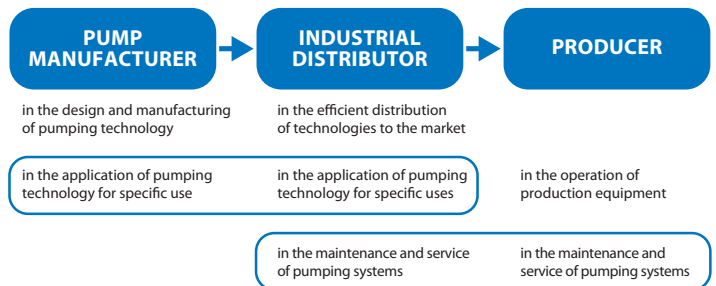 PUMP
MANUFACTURER
INDUSTRIAL
DISTRIBUTOR
PRODUCER
in the design and manufacturing
of pumping technology
in the efficient distribution
of technologies to the market
in the application of pumping
technology for specific use
in the application of pumping
technology for specific uses
in the operation of
production equipment
in the maintenance and service
of pumping systems
in the maintenance and
service of pumping systems